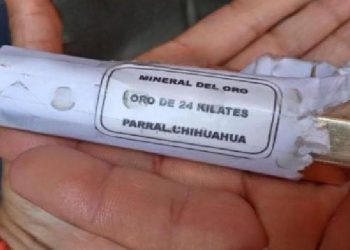 MINERAL DEL ORO
ORO DE 24 KILATES
PARRAL.CHIHUAHUA